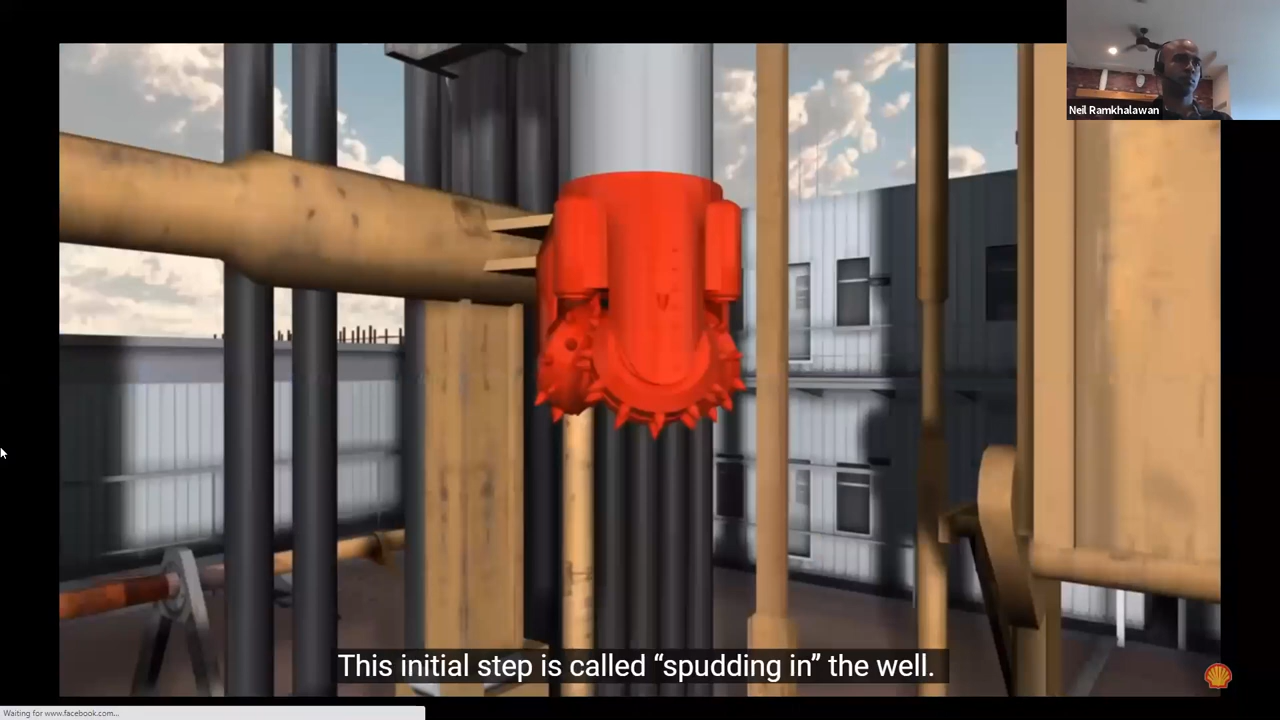 Neil Ramkhalawan
This initial step is called “spudding in” the well.
Waiting for www.facebook.com...